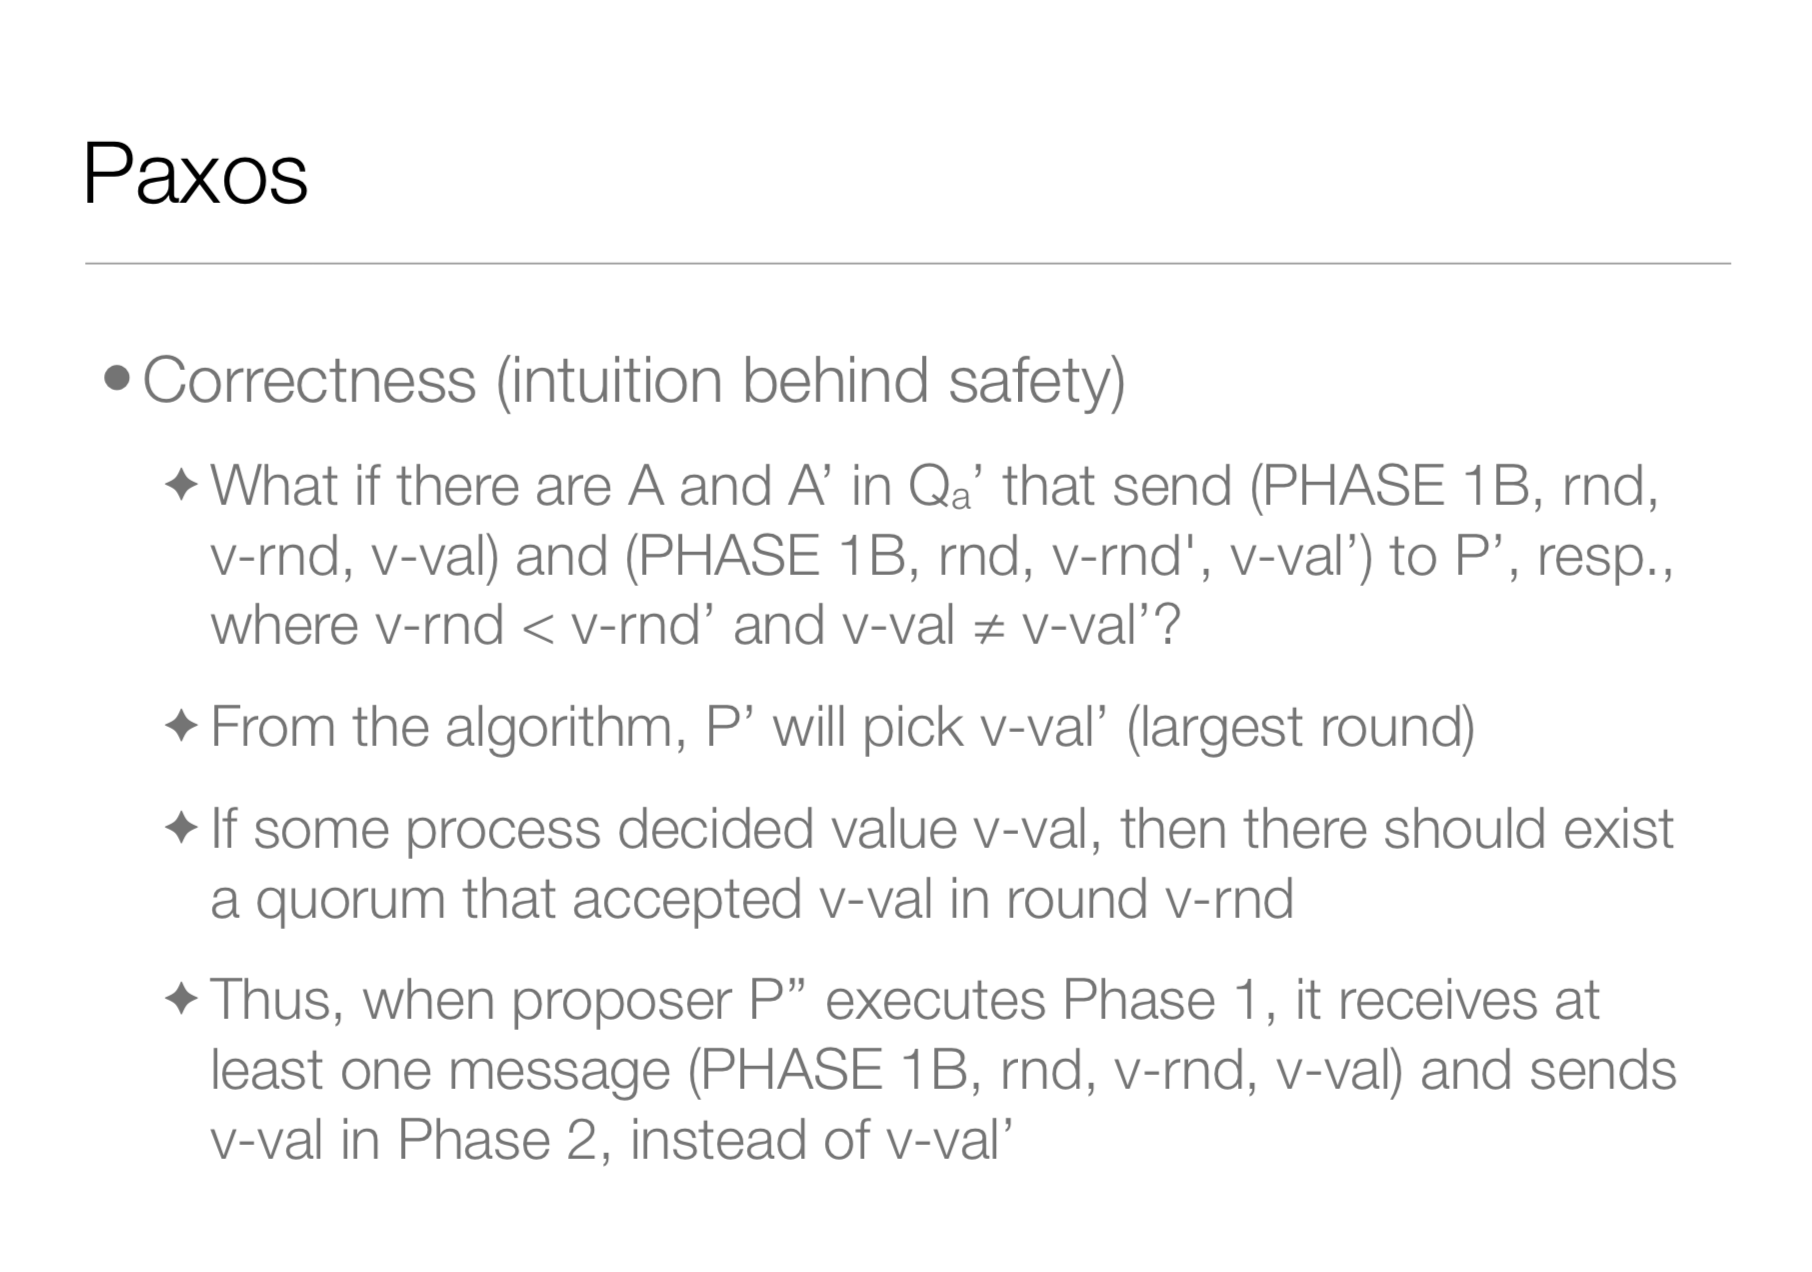 Paxos
• Correctness (intuition behind safety)
✦ What if there are A and A’ in Qa’ that send (PHASE 1B, rnd,
v-rnd, v-val) and (PHASE 1B, rnd, v-rnd', v-val’) to P’, resp.,
where v-rnd < v-rnd’ and v-val ≠ v-val’?
✦ From the algorithm, P’ will pick v-val’ (largest round)
✦ If some process decided value v-val, then there should exist
a quorum that accepted v-val in round v-rnd
✦ Thus, when proposer P” executes Phase 1, it receives at
least one message (PHASE 1B, rnd, v-rnd, v-val) and sends
v-val in Phase 2, instead of v-val’